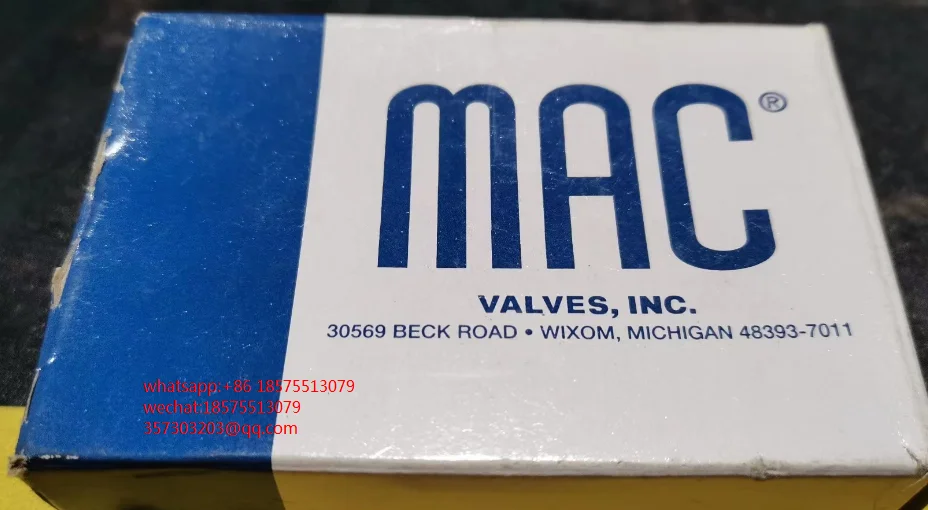 MAC®
VALVES, INC.
30569 BECK ROAD • WIXOM, MICHIGAN 48393-7011
whatsapp:+86 18575513079
wechat:18575513079
357303203@qq.com